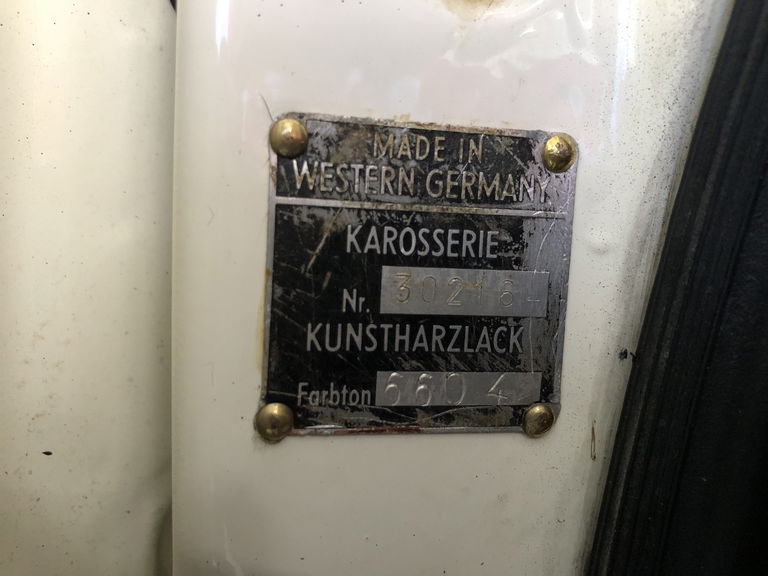 MADE IN
WESTERN GERMANY
KAROSSERIE
Nr. 30216
KUNSTHARZLACK
Farbton 6604